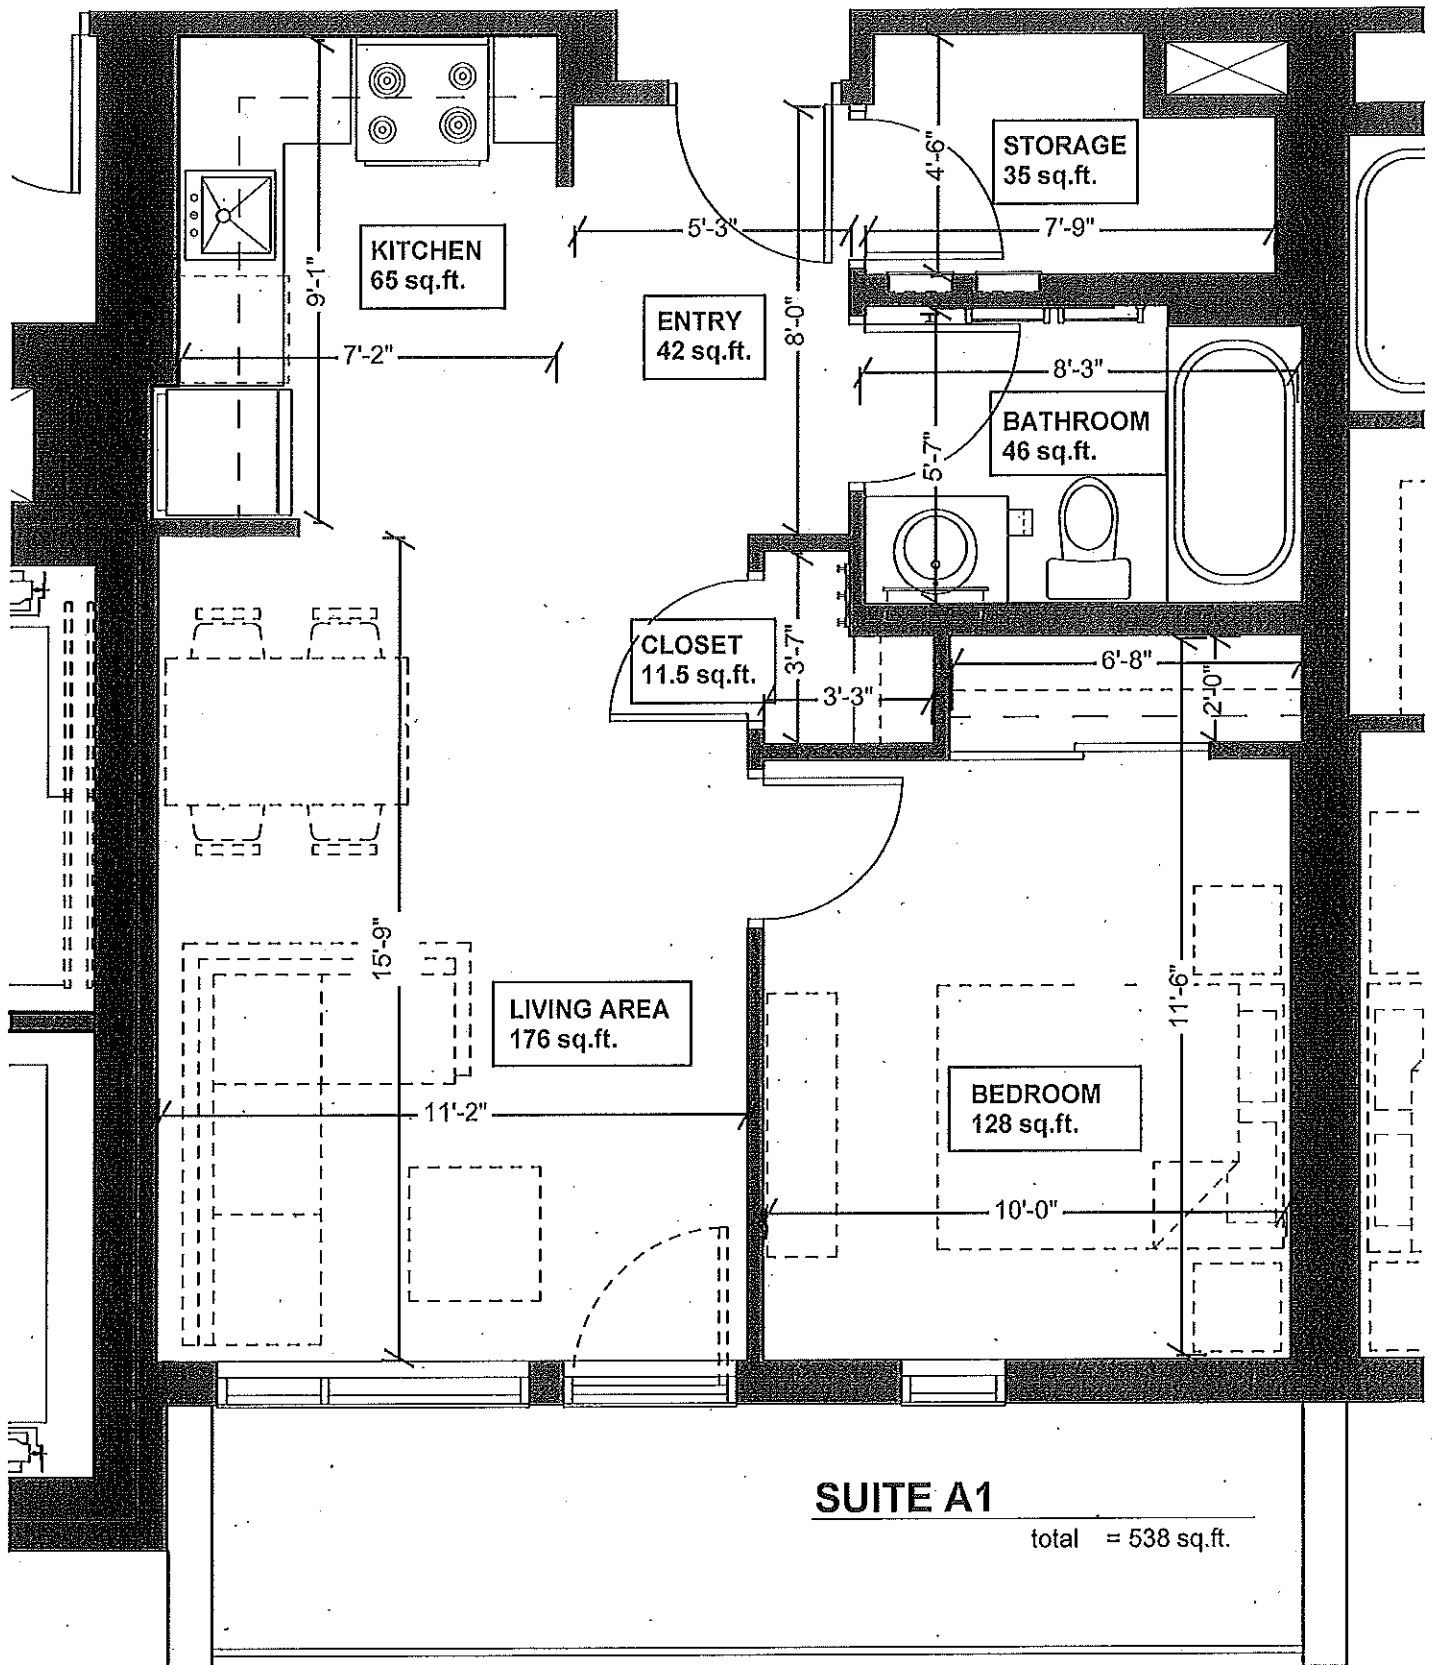 STORAGE
35 sq.ft.
4'-6"
7'-9"
5'-3"
KITCHEN
65 sq.ft.
9'-1"
7'-2"
ENTRY
42 sq.ft.
8'-0"
8'-3"
BATHROOM
46 sq.ft.
5'-7"
CLOSET
11.5 sq.ft.
3'-7"
3'-3"
6'-8"
2'-0"
15'-9"
LIVING AREA
176 sq.ft.
11'-2"
11'-6"
BEDROOM
128 sq.ft.
10'-0"
SUITE A1
total = 538 sq.ft.